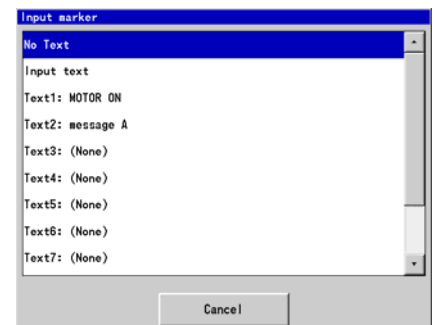 Input marker
No Text
Input text
Text1: MOTOR ON
Text2: message A
Text3: (None)
Text4: (None)
Text5: (None)
Text6: (None)
Text7: (None)
Cancel